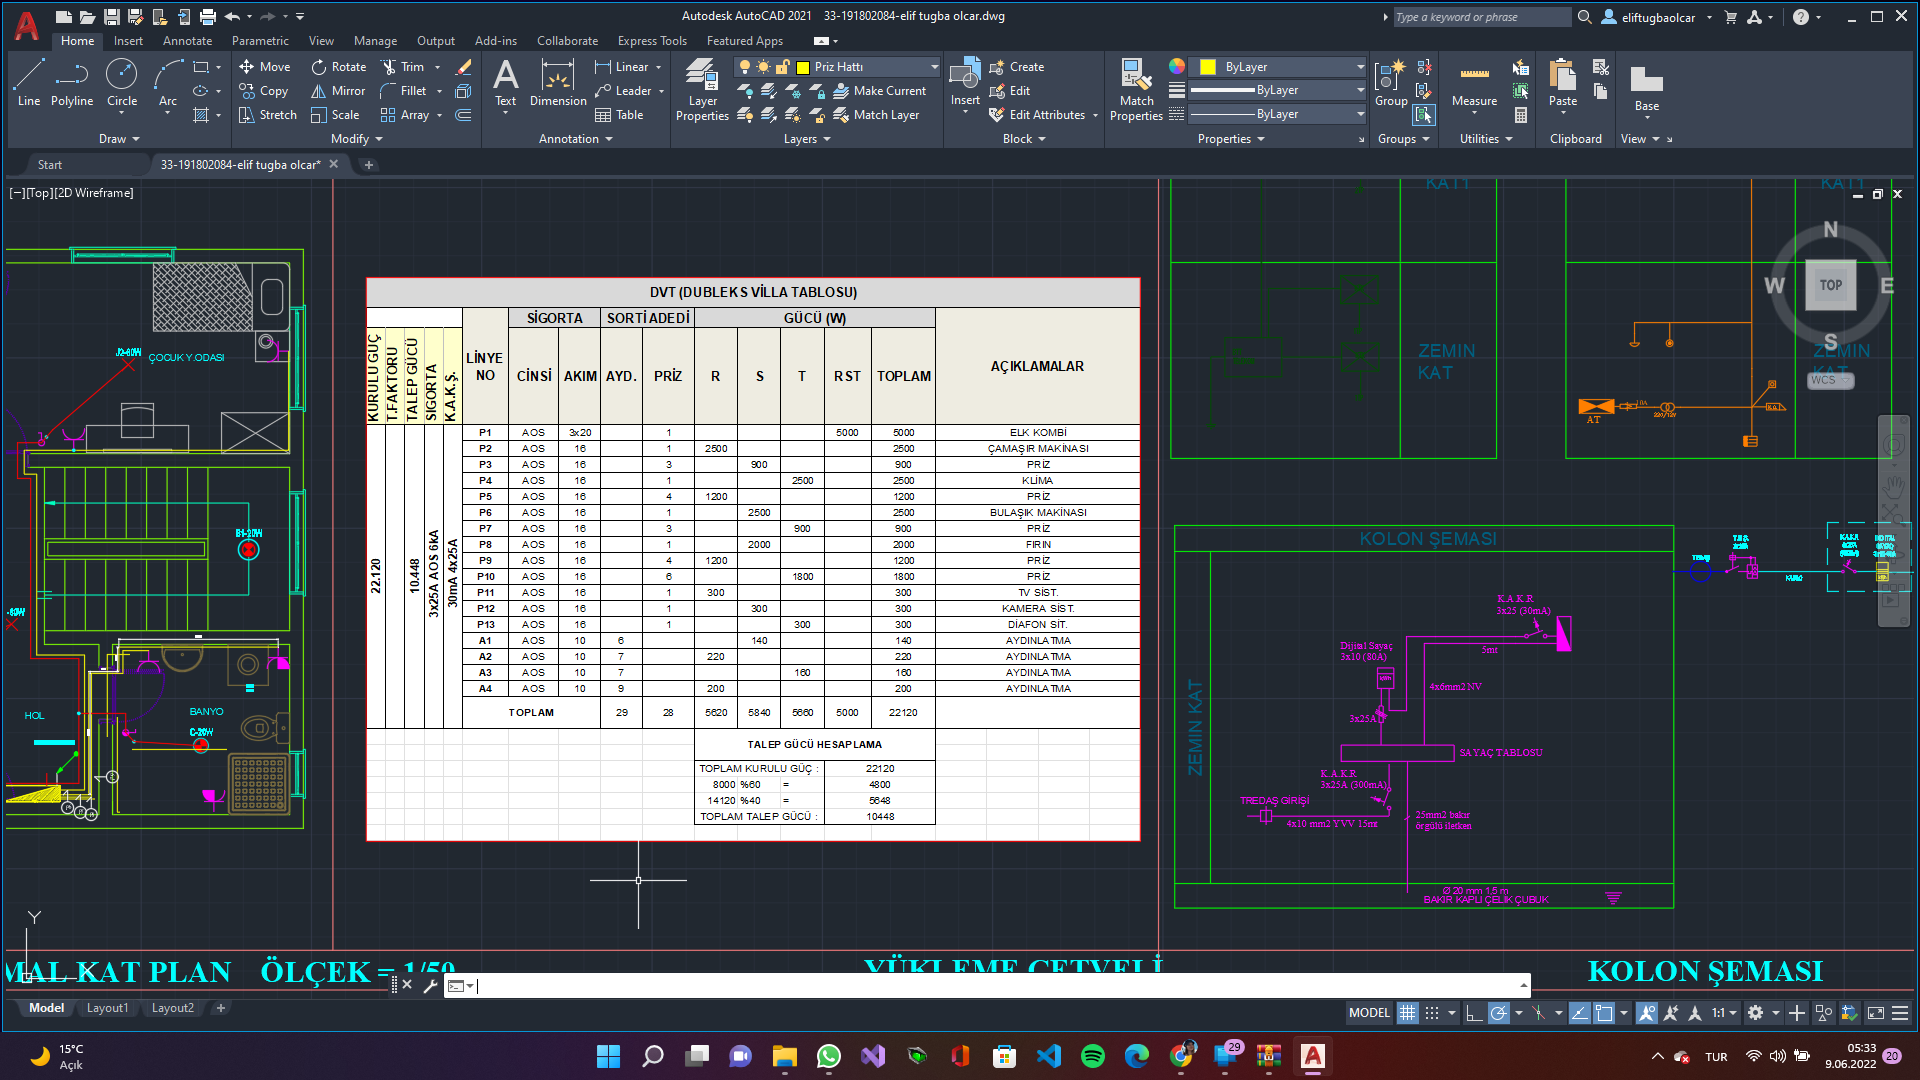 Autodesk AutoCAD 2021 33-191802084-elif tugba olcar.dwg
Type a keyword or phrase
eliftugbaolcar
Home Insert Annotate Parametric View Manage Output Add-ins Collaborate Express Tools Featured Apps
Line Polyline Circle Arc
Move Rotate Trim
Copy Mirror Fillet
Stretch Scale Array
Text Dimension
Linear
Leader
Table
Layer Properties
Priz Hattı
Make Current
Match Layer
Insert
Create
Edit
Edit Attributes
Match Properties
ByLayer
ByLayer
ByLayer
Group
Measure
Paste
Base
Draw Modify Annotation Layers Block Properties Groups Utilities Clipboard View
Start
33-191802084-elif tugba olcar*
[−][Top][2D Wireframe]
J2-60W
ÇOCUK Y.ODASI
B1-20W
-60W
BANYO
HOL
C-20W
DVT (DUBLEKS VİLLA TABLOSU)
KURULU GÜÇ
T.FAKTORU
TALEP GÜCÜ
SIGORTA
K.A.K.Ş.
LİNYE NO
SİGORTA
SORTİ ADEDİ
GÜCÜ (W)
AÇIKLAMALAR
CİNSİ AKIM AYD. PRİZ R S T RST TOPLAM
22.120
10.448
3x25A AOS 6kA
30mA 4x25A
P1 AOS 3x20 1 5000 5000 ELK KOMBİ
P2 AOS 16 1 2500 2500 ÇAMAŞIR MAKİNASI
P3 AOS 16 3 900 900 PRİZ
P4 AOS 16 1 2500 2500 KLİMA
P5 AOS 16 4 1200 1200 PRİZ
P6 AOS 16 1 2500 2500 BULAŞIK MAKİNASI
P7 AOS 16 3 900 900 PRİZ
P8 AOS 16 1 2000 2000 FIRIN
P9 AOS 16 4 1200 1200 PRİZ
P10 AOS 16 6 1800 1800 PRİZ
P11 AOS 16 1 300 300 TV SİST.
P12 AOS 16 1 300 300 KAMERA SİST.
P13 AOS 16 1 300 300 DİAFON SİT.
A1 AOS 10 6 140 140 AYDINLATMA
A2 AOS 10 7 220 220 AYDINLATMA
A3 AOS 10 7 160 160 AYDINLATMA
A4 AOS 10 9 200 200 AYDINLATMA
TOPLAM 29 28 5620 5840 5660 5000 22120
TALEP GÜCÜ HESAPLAMA
TOPLAM KURULU GÜÇ : 22120
8000 %60 = 4800
14120 %40 = 5648
TOPLAM TALEP GÜCÜ : 10448
KAT1
KAT1
ZEMIN KAT
ZEMIN KAT
AT
220/12V
N
W TOP E
S
WCS
KOLON ŞEMASI
ZEMIN KAT
K.A.K.R
3x25 (30mA)
5mt
Dijital Sayaç
3x10 (80A)
4x6mm2 NV
3x25A
SAYAÇ TABLOSU
K.A.K.R
3x25A (300mA)
TREDAŞ GİRİŞİ
4x10 mm2 YVV 15mt
25mm2 bakır
örgülü iletken
Ø 20 mm 1,5 m
BAKIR KAPLI ÇELİK ÇUBUK
Y
X
MAL KAT PLAN ÖLÇEK = 1/50
YÜKLEME CETVELİ
KOLON ŞEMASI
Model Layout1 Layout2
MODEL
1:1
15°C
Açık
29
TUR
05:33
9.06.2022
20